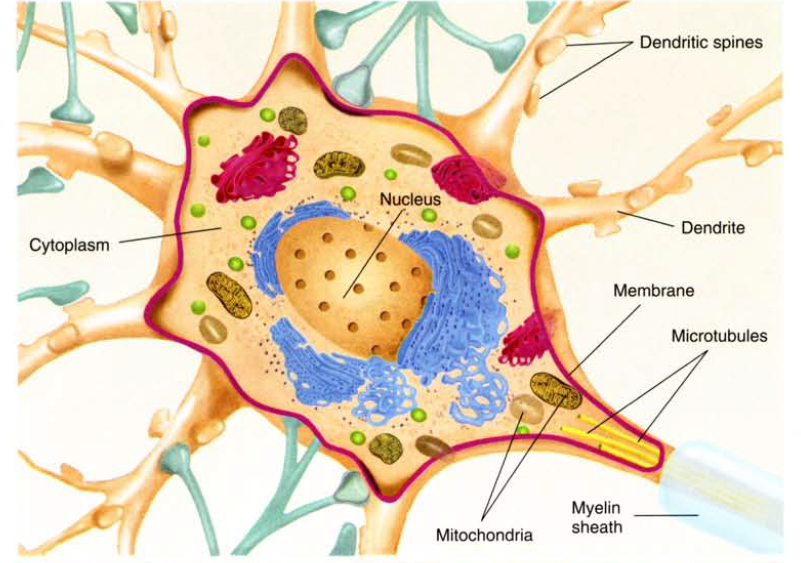 Dendritic spines
Nucleus
Dendrite
Cytoplasm
Membrane
Microtubules
Myelin
sheath
Mitochondria